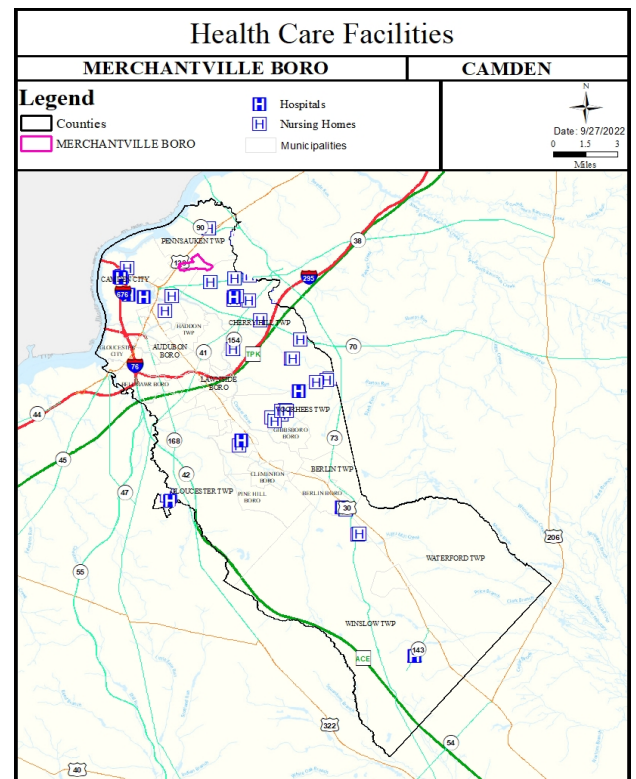 Health Care Facilities
MERCHANTVILLE BORO
CAMDEN
Legend
Counties
MERCHANTVILLE BORO
H Hospitals
H Nursing Homes
Municipalities
N
Date: 9/27/2022
0 1.5 3
Miles
90
PENNSAUKEN TWP
38
295
676
CHERRY HILL TWP
HADDON
TWP
154
70
AUDUBON
BORO
41
TPK
GLOUCESTER
CITY
76
LAWNSIDE
BORO
44
VOORHEES TWP
GIBBSBORO
BORO
168
73
45
42
BERLIN TWP
CLEMENTON
BORO
47
GLOUCESTER TWP
PINE HILL
BORO
BERLIN BORO
30
206
WATERFORD TWP
55
WINSLOW TWP
143
ACE
322
54
40